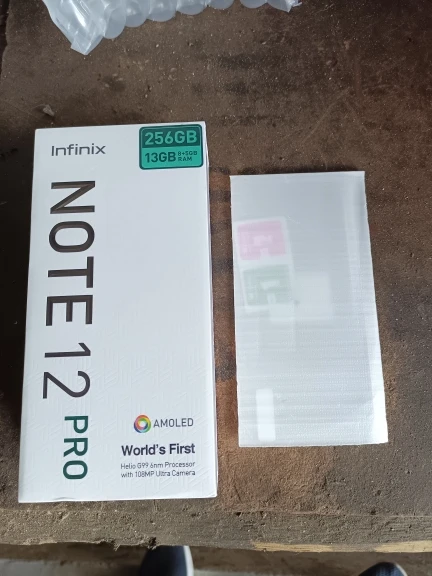 Infinix
256GB
13GB 8+5GB RAM
NOTE 12 PRO
AMOLED
World's First
Helio G99 6nm Processor
with 108MP Ultra Camera